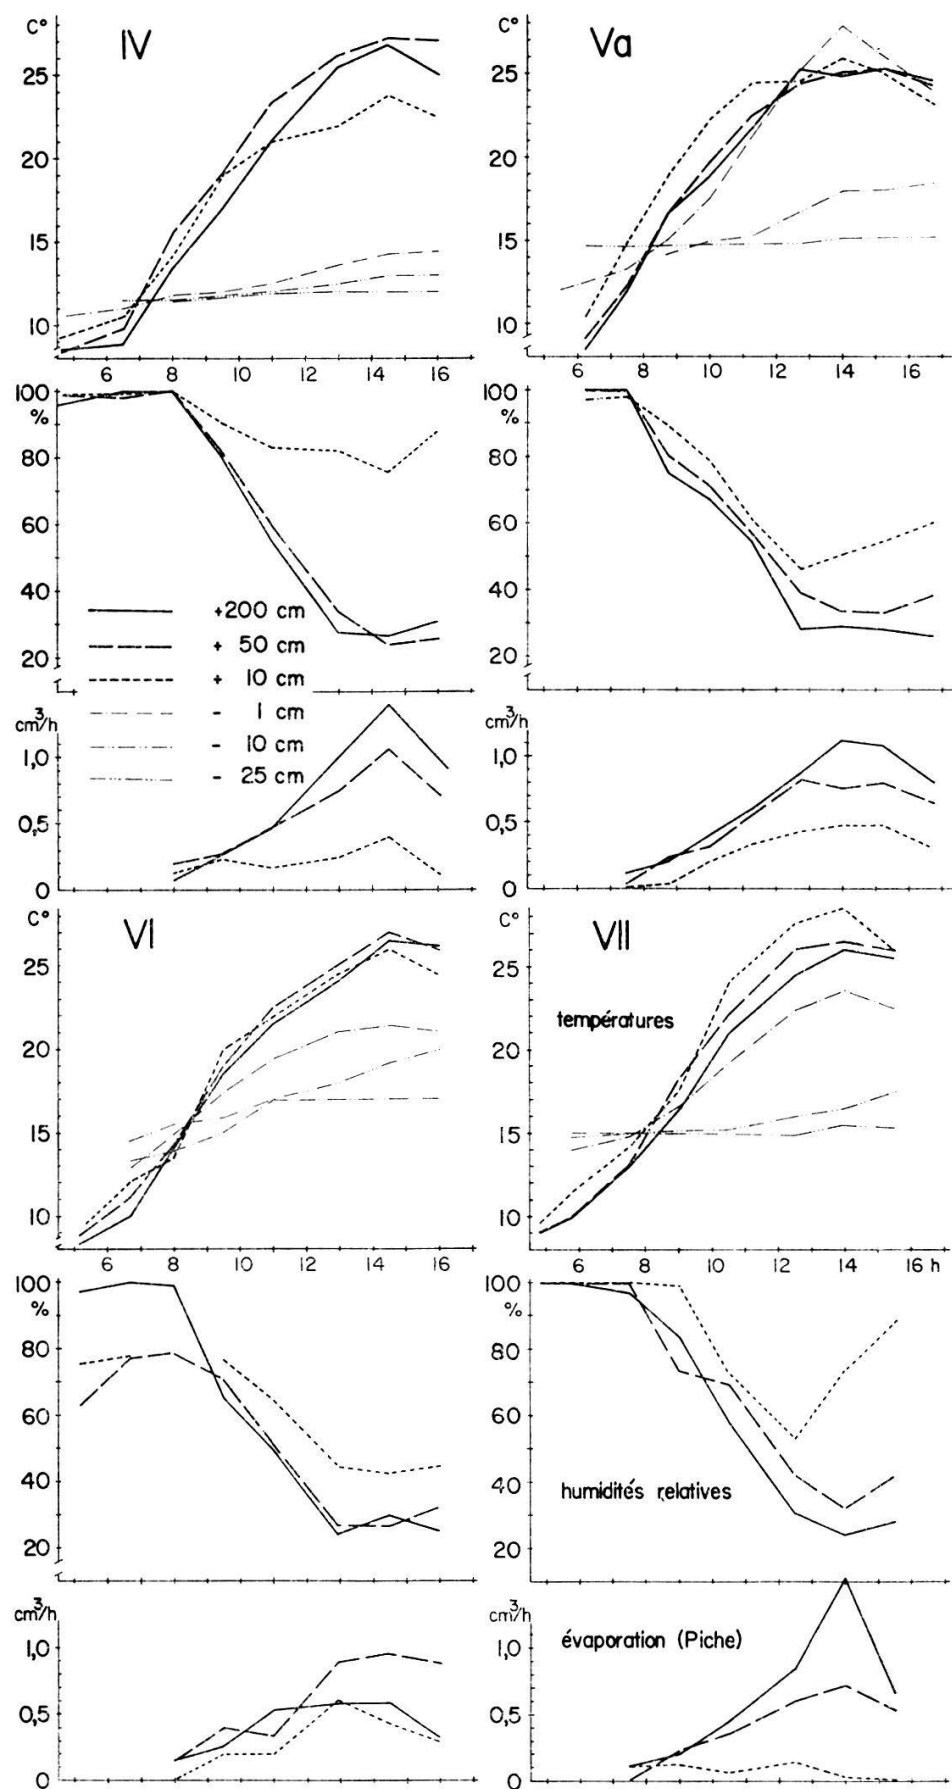 C°
IV
25
20
15
10
6 8 10 12 14 16
C°
Va
25
20
15
10
6 8 10 12 14 16
100
%
80
60
40
20
100
%
80
60
40
20
+200 cm
+ 50 cm
+ 10 cm
- 1 cm
- 10 cm
- 25 cm
cm³/h
1,0
0,5
0
cm³/h
1,0
0,5
0
C°
VI
25
20
15
10
6 8 10 12 14 16
C°
VII
25
températures
20
15
10
6 8 10 12 14 16 h
100
%
80
60
40
20
100
%
80
60
40
humidités relatives
20
cm³/h
1,0
0,5
0
cm³/h
évaporation (Piche)
1,0
0,5
0